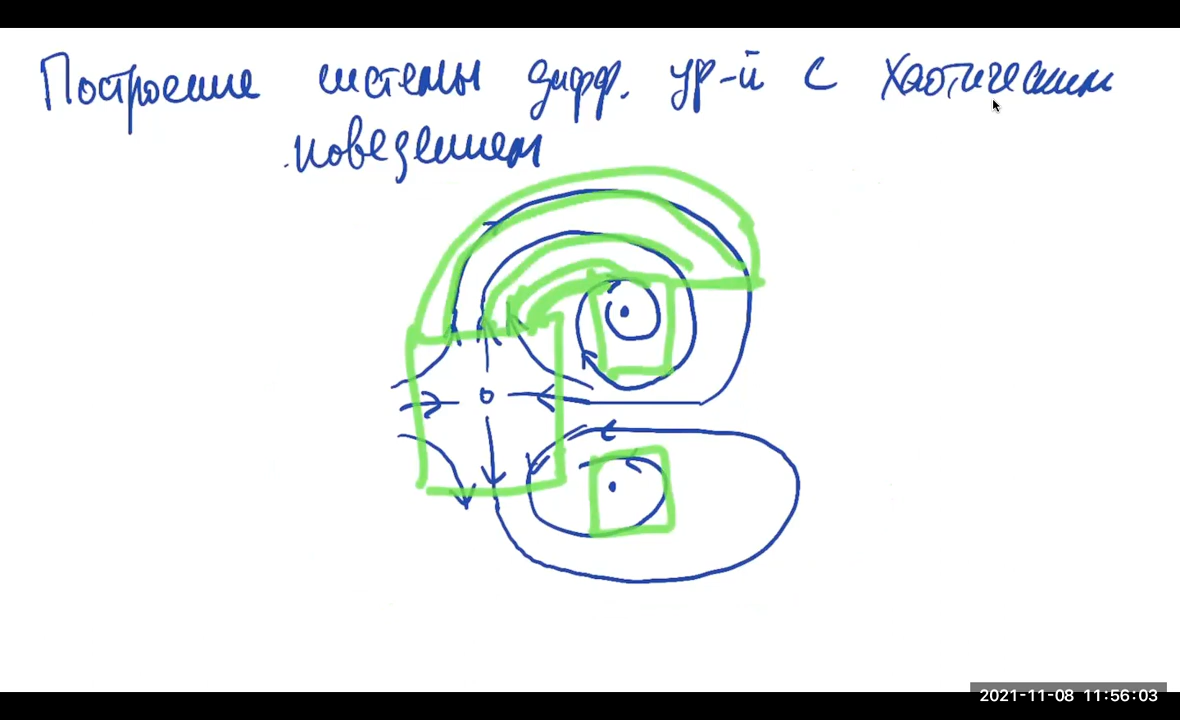 Построение системы дифф. ур-й с хаотическим
поведением
2021-11-08 11:56:03